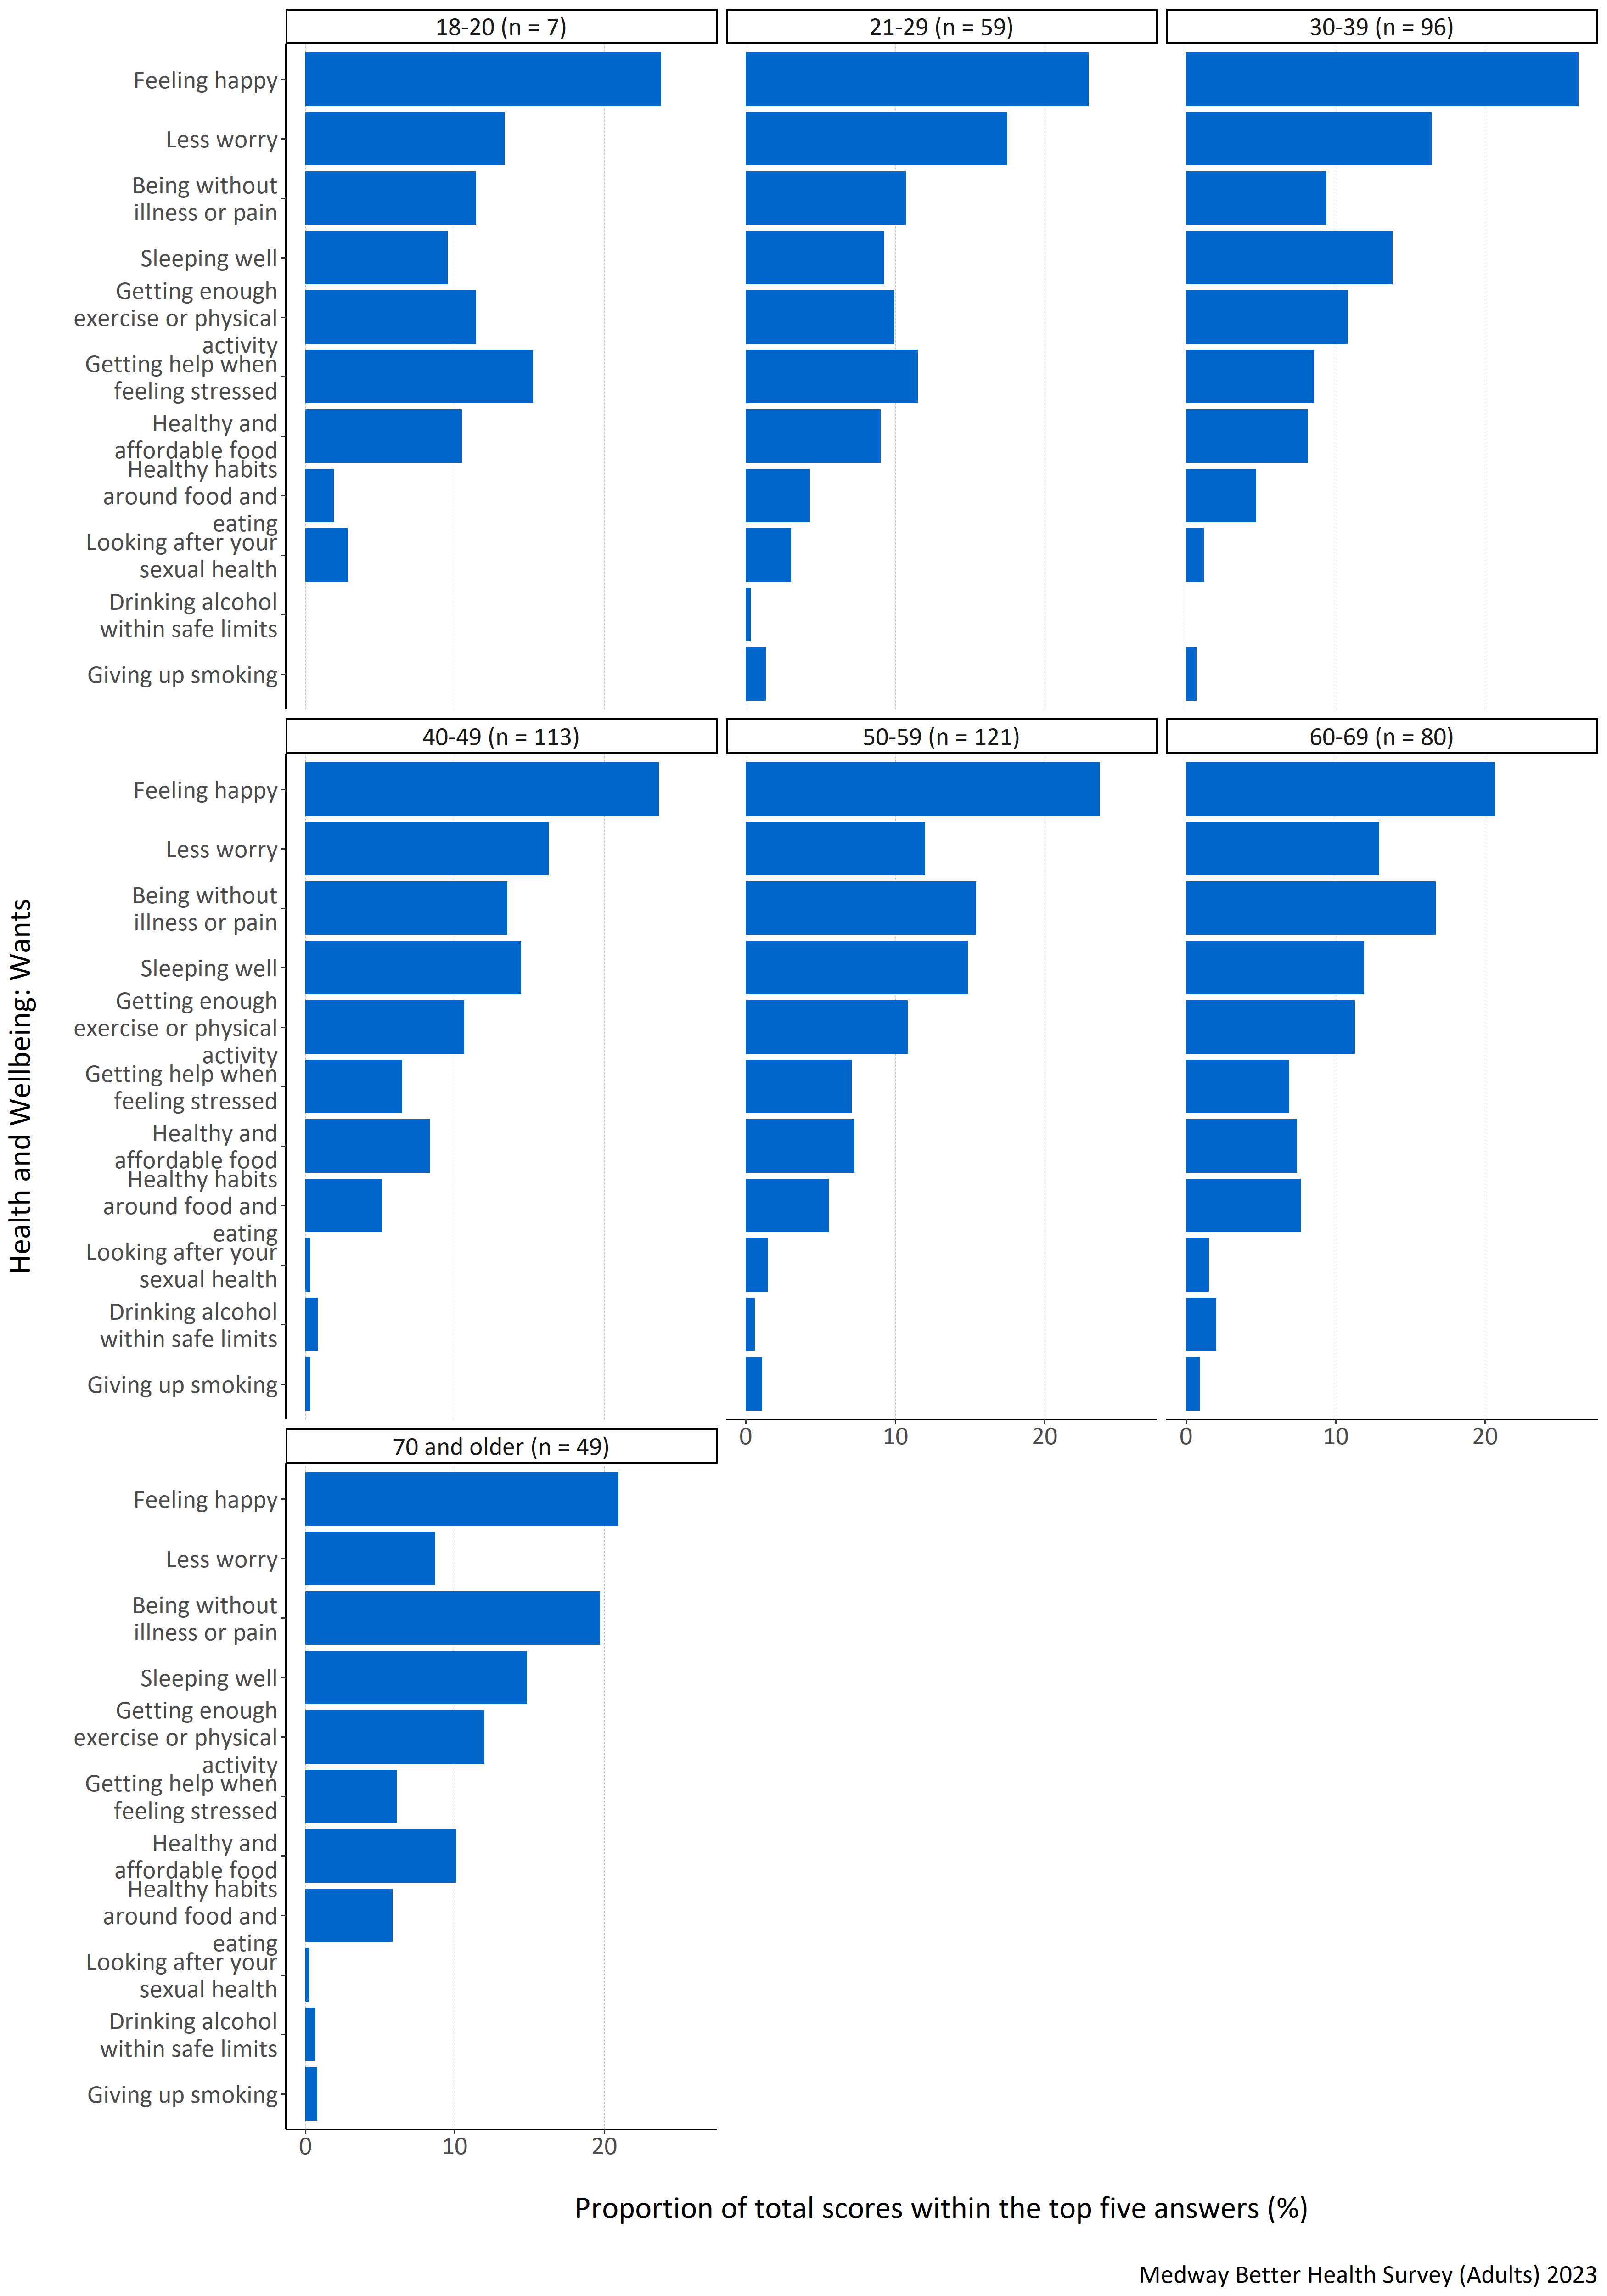 18-20 (n = 7)
21-29 (n = 59)
30-39 (n = 96)
Feeling happy
Less worry
Being without
illness or pain
Sleeping well
Getting enough
exercise or physical
activity
Getting help when
feeling stressed
Healthy and
affordable food
Healthy habits
around food and
eating
Looking after your
sexual health
Drinking alcohol
within safe limits
Giving up smoking
40-49 (n = 113)
50-59 (n = 121)
60-69 (n = 80)
Feeling happy
Less worry
Being without
illness or pain
Sleeping well
Getting enough
exercise or physical
activity
Getting help when
feeling stressed
Healthy and
affordable food
Healthy habits
around food and
eating
Looking after your
sexual health
Drinking alcohol
within safe limits
Giving up smoking
0 10 20
0 10 20
70 and older (n = 49)
Feeling happy
Less worry
Being without
illness or pain
Sleeping well
Getting enough
exercise or physical
activity
Getting help when
feeling stressed
Healthy and
affordable food
Healthy habits
around food and
eating
Looking after your
sexual health
Drinking alcohol
within safe limits
Giving up smoking
0 10 20
Health and Wellbeing: Wants
Proportion of total scores within the top five answers (%)
Medway Better Health Survey (Adults) 2023